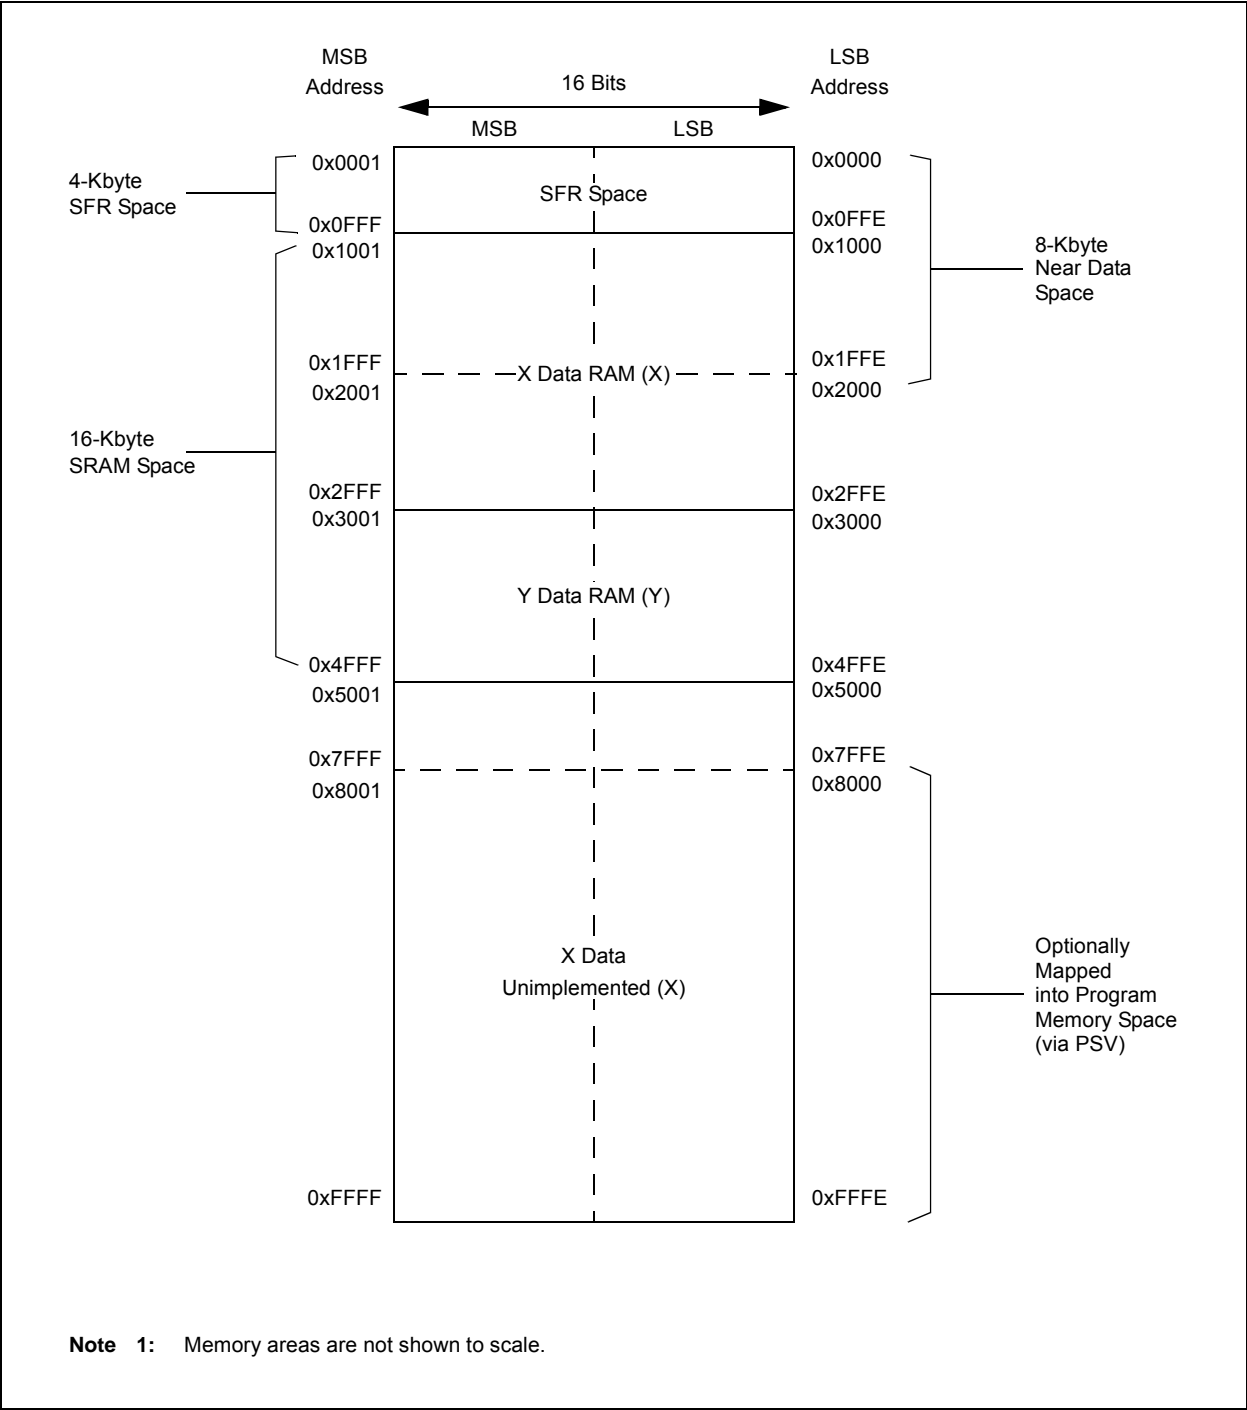 MSB
Address
16 Bits
LSB
Address
MSB
LSB
0x0001
0x0000
4-Kbyte
SFR Space
SFR Space
0x0FFF
0x0FFE
0x1001
0x1000
8-Kbyte
Near Data
Space
0x1FFF
0x1FFE
X Data RAM (X)
0x2001
0x2000
16-Kbyte
SRAM Space
0x2FFF
0x2FFE
0x3001
0x3000
Y Data RAM (Y)
0x4FFF
0x4FFE
0x5001
0x5000
0x7FFF
0x7FFE
0x8001
0x8000
X Data
Unimplemented (X)
Optionally
Mapped
into Program
Memory Space
(via PSV)
0xFFFF
0xFFFE
Note 1: Memory areas are not shown to scale.